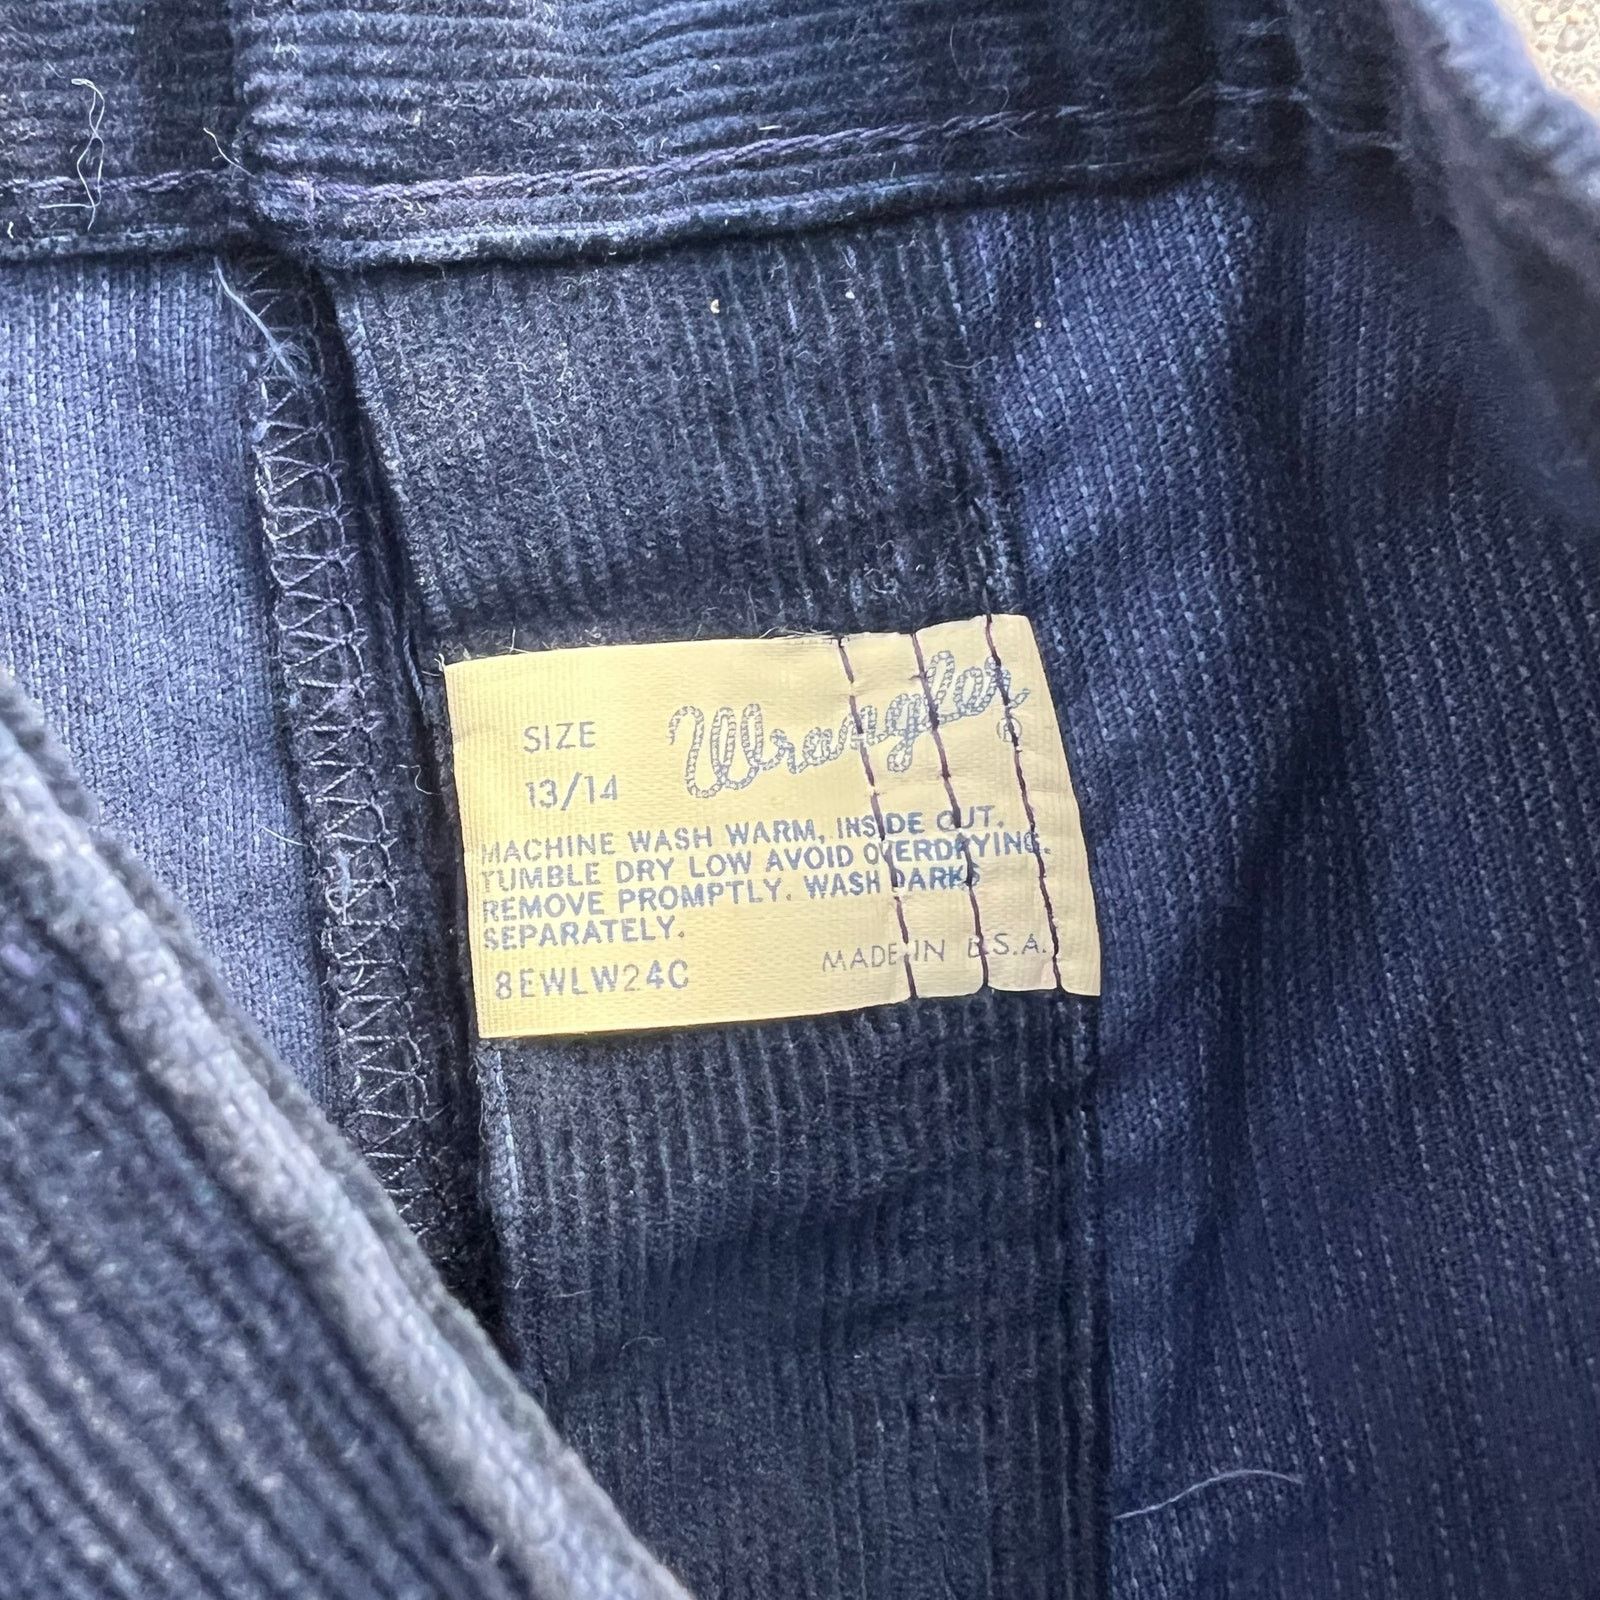 SIZE
13/14
Wrangler®
MACHINE WASH WARM, INSIDE OUT.
TUMBLE DRY LOW AVOID OVERDRYING.
REMOVE PROMPTLY. WASH DARKS
SEPARATELY.
8EWLW24C
MADE IN U.S.A.